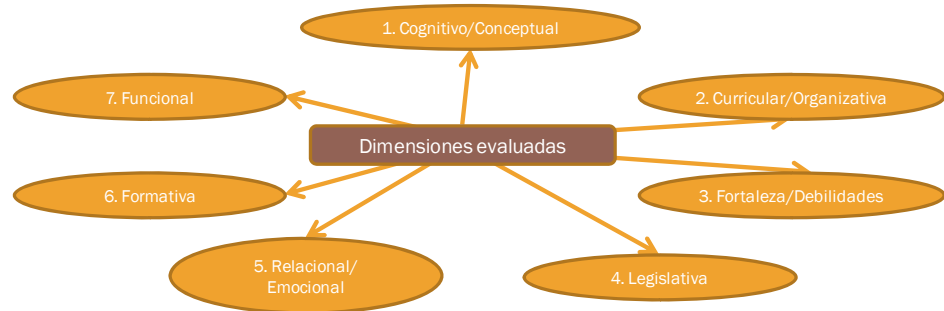 1. Cognitivo/Conceptual
7. Funcional
2. Curricular/Organizativa
Dimensiones evaluadas
6. Formativa
3. Fortaleza/Debilidades
5. Relacional/
Emocional
4. Legislativa